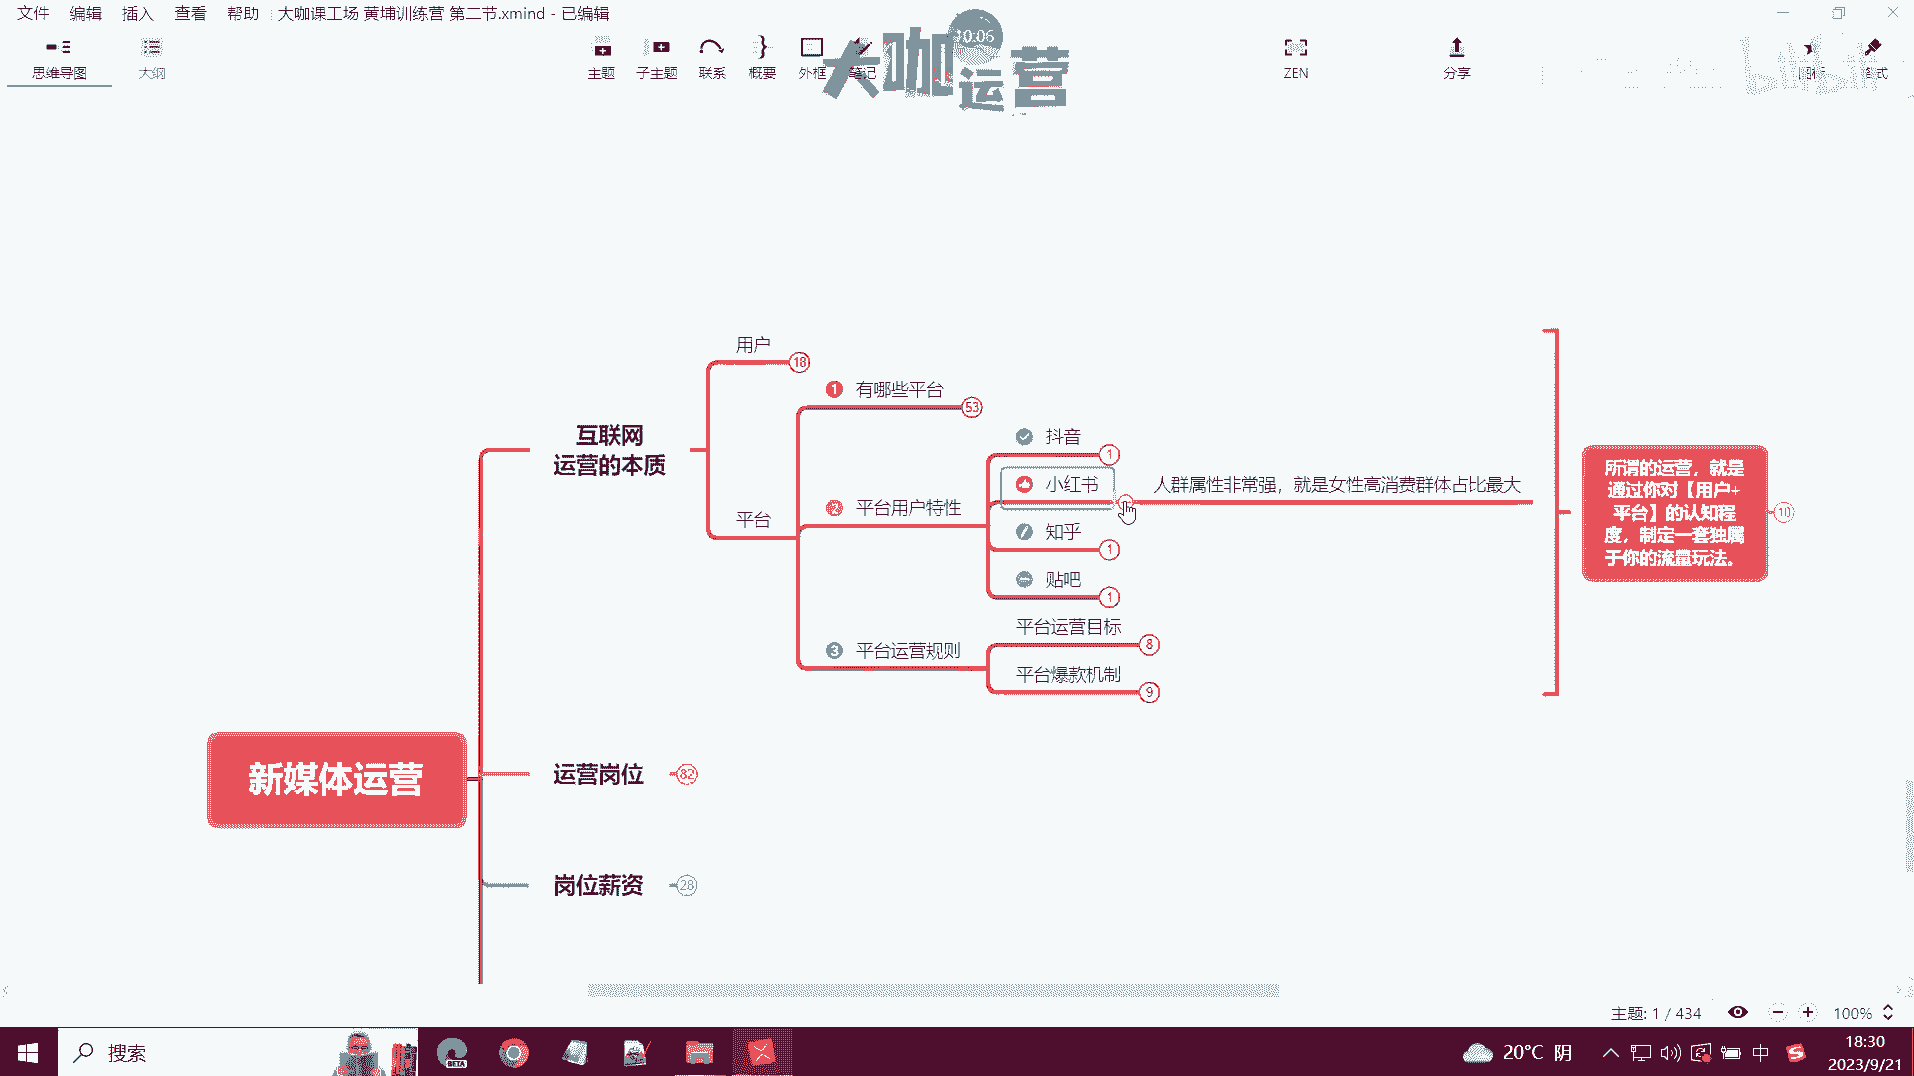 文件 编辑 插入 查看 帮助 大咖课工场 黄埔训练营 第二节.xmind - 已编辑
思维导图 大纲 主题 子主题 联系 概要 外框 笔记 ZEN 分享
10:06
大咖运营
bilibili
用户
18
1 有哪些平台
53
互联网
运营的本质
抖音
1
小红书
人群属性非常强，就是女性高消费群体占比最大
2 平台用户特性
平台
知乎
1
贴吧
1
3 平台运营规则
平台运营目标
8
平台爆款机制
9
所谓的运营，就是
通过你对【用户+
平台】的认知程
度，制定一套独属
于你的流量玩法。
10
新媒体运营
运营岗位
82
岗位薪资
28
主题: 1 / 434
100%
搜索
BETA
20°C 阴
中
18:30
2023/9/21